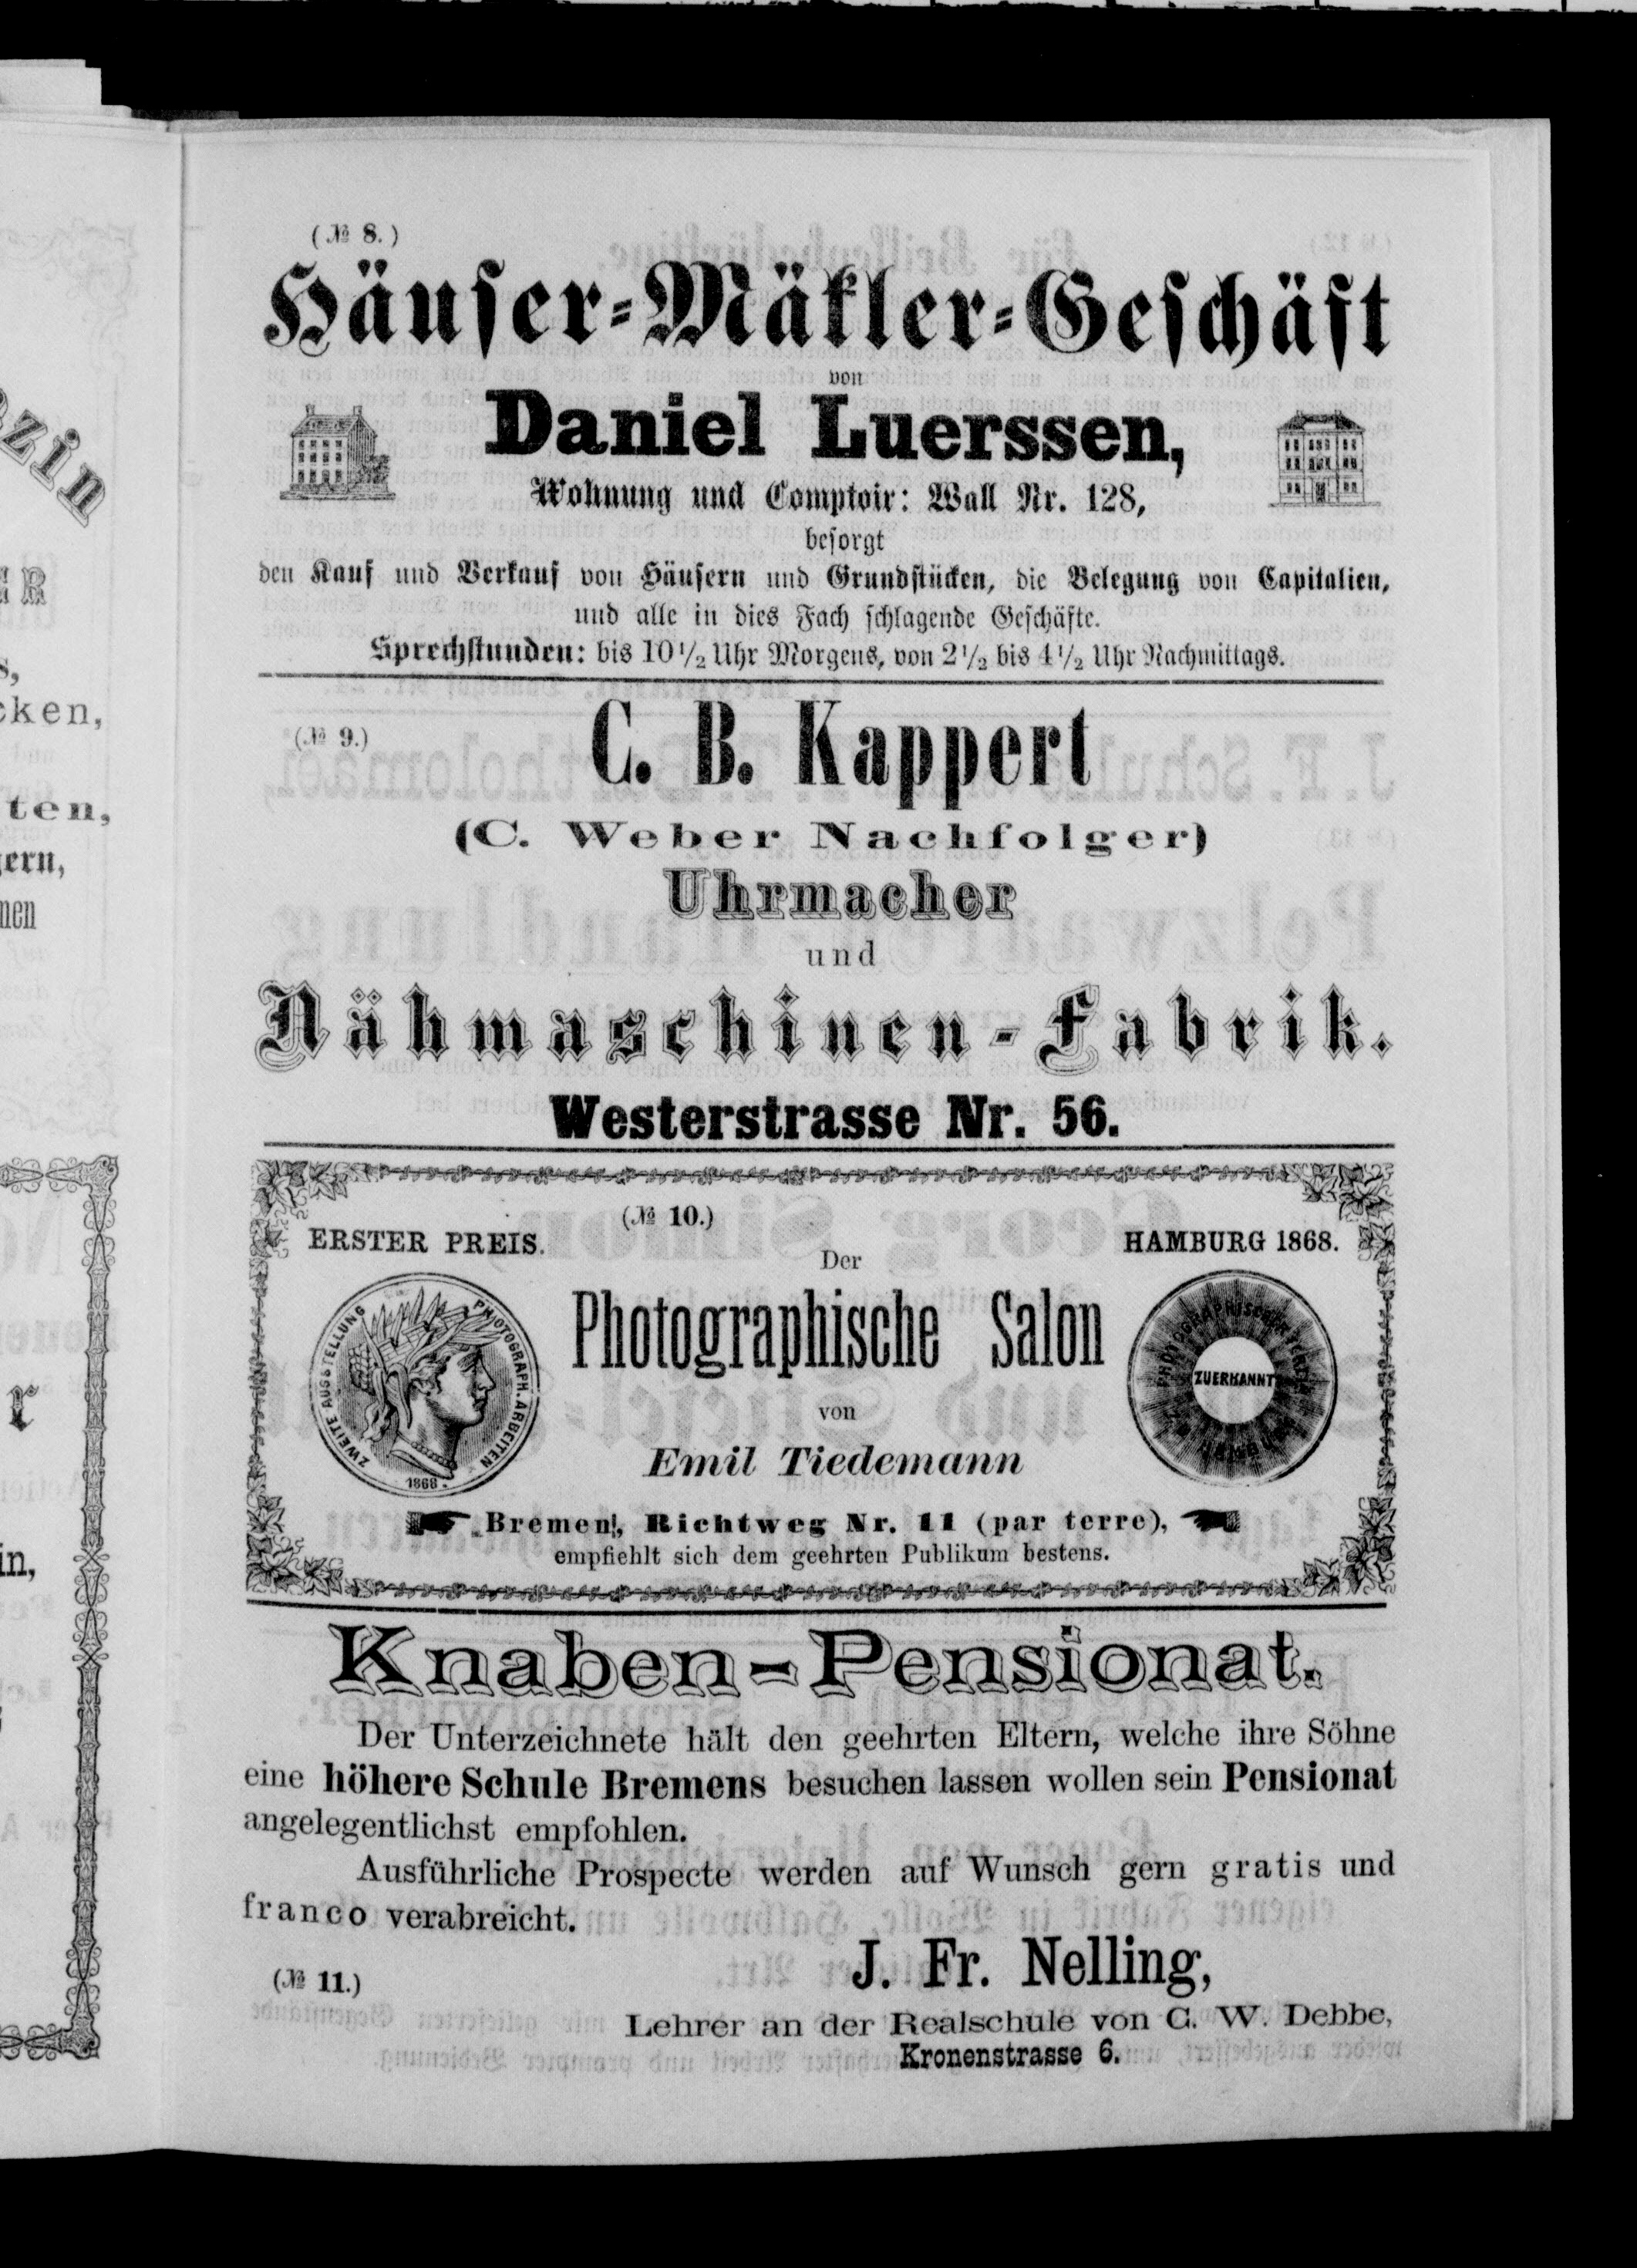 (№ 8.)
Häuser-Mäkler-Geschäft
von
Daniel Luerssen,
Wohnung und Comptoir: Wall Nr. 128,
besorgt
den Kauf und Verkauf von Häusern und Grundstücken, die Belegung von Capitalien,
und alle in dies Fach schlagende Geschäfte.
Sprechstunden: bis 10 1/2 Uhr Morgens, von 2 1/2 bis 4 1/2 Uhr Nachmittags.
(№ 9.)
C. B. Kappert
(C. Weber Nachfolger)
Uhrmacher
und
Nähmaschinen-Fabrik.
Westerstrasse Nr. 56.
(№ 10.)
ERSTER PREIS.
HAMBURG 1868.
Der
Photographische Salon
von
Emil Tiedemann
Bremen, Richtweg Nr. 11 (par terre),
empfiehlt sich dem geehrten Publikum bestens.
ZWEITE AUSSTELLUNG PHOTOGRAPH. ARBEITEN
1868.
ZUERKANNT
Knaben-Pensionat.
Der Unterzeichnete hält den geehrten Eltern, welche ihre Söhne
eine höhere Schule Bremens besuchen lassen wollen sein Pensionat
angelegentlichst empfohlen.
Ausführliche Prospecte werden auf Wunsch gern gratis und
franco verabreicht.
(№ 11.)
J. Fr. Nelling,
Lehrer an der Realschule von C. W. Debbe,
Kronenstrasse 6.